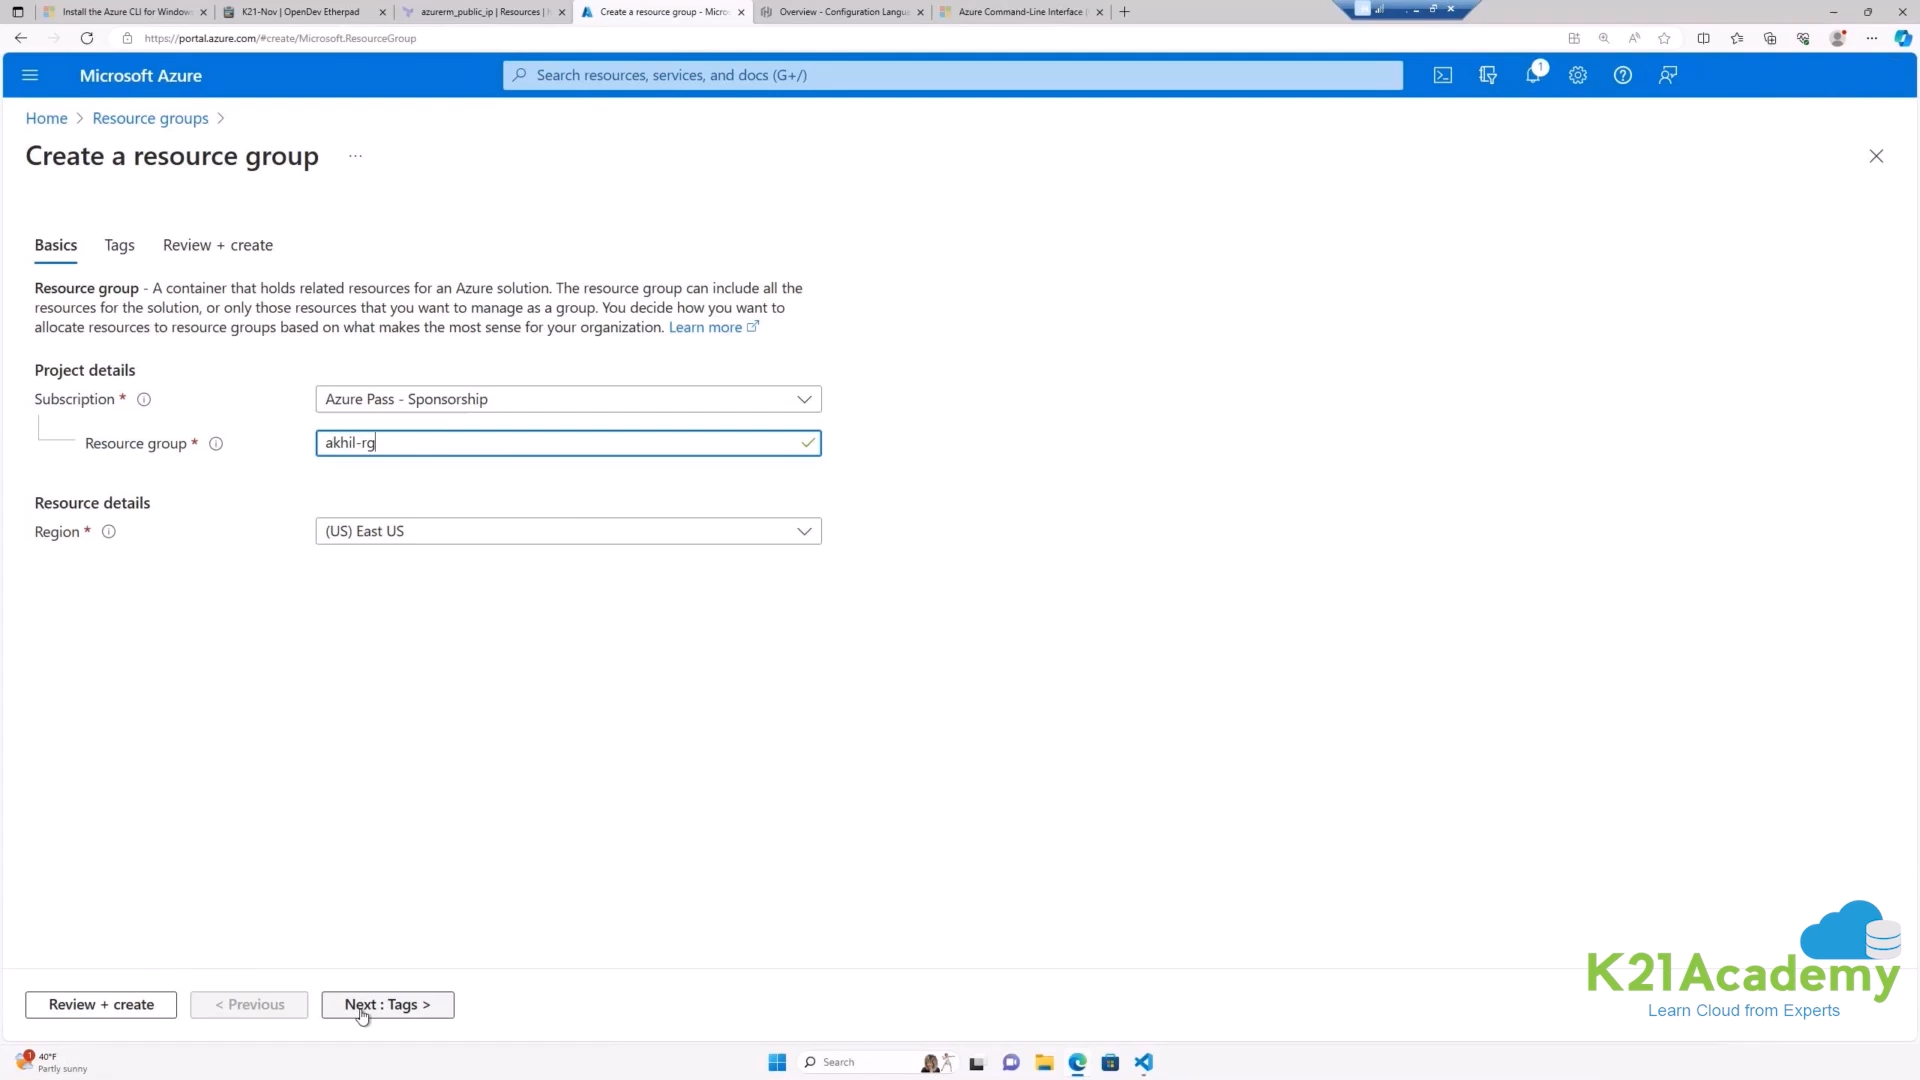 Install the Azure CLI for Windows
K21-Nov | OpenDev Etherpad
azurerm_public_ip | Resources |
Create a resource group - Micro
Overview - Configuration Langu
Azure Command-Line Interface
https://portal.azure.com/#create/Microsoft.ResourceGroup
Microsoft Azure
Search resources, services, and docs (G+/)
1
Home > Resource groups >
Create a resource group ...
Basics
Tags
Review + create
Resource group - A container that holds related resources for an Azure solution. The resource group can include all the
resources for the solution, or only those resources that you want to manage as a group. You decide how you want to
allocate resources to resource groups based on what makes the most sense for your organization. Learn more
Project details
Subscription *
Azure Pass - Sponsorship
Resource group *
akhil-rg
Resource details
Region *
(US) East US
K21Academy
Learn Cloud from Experts
Review + create
< Previous
Next : Tags >
1
40°F
Partly sunny
Search